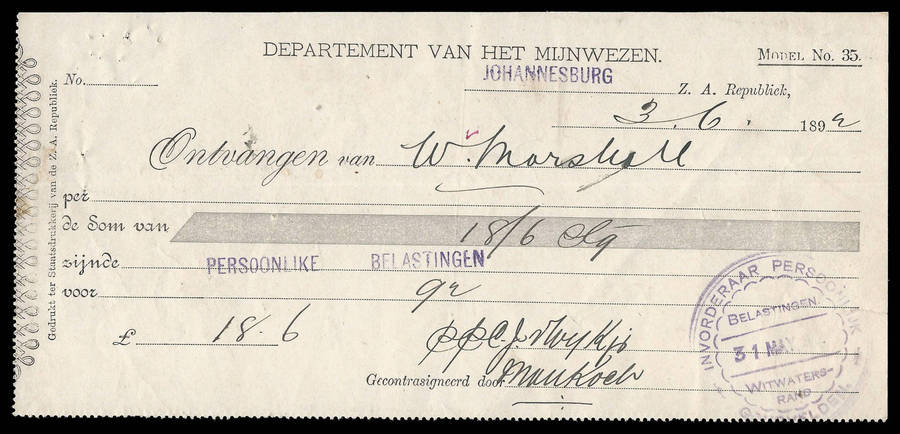 DEPARTEMENT VAN HET MIJNWEZEN.
MODEL No. 35.
No.
JOHANNESBURG
Z. A. Republiek,
3.6. 1892
Ontvangen van W. Marshall
per
de Som van 18/6 Stg
zijnde PERSOONLIKE BELASTINGEN
voor 92
£ 18.6
Gecontrasigneerd door
Gedrukt ter Staatsdrukkerij van de Z. A. Republiek.
INVORDERAAR PERSOONLIJK
BELASTINGEN
31 MAY
WITWATERS-
RAND